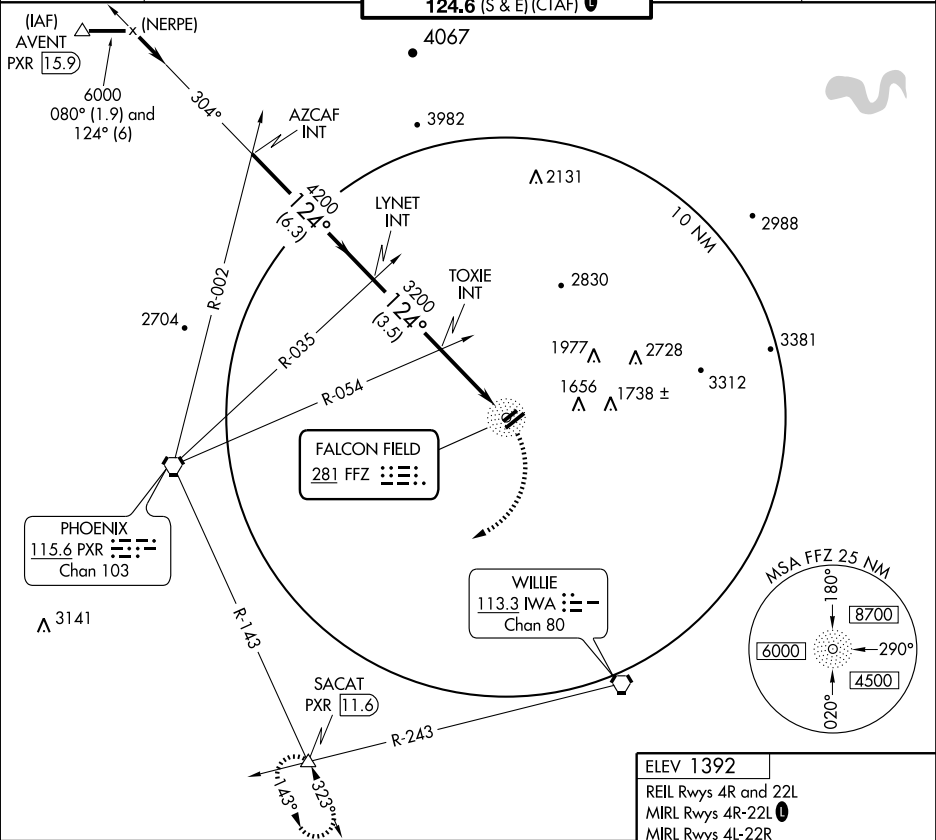 124.6 (S & E) (CTAF) L
(IAF)
AVENT
PXR 15.9
(NERPE)
6000
080° (1.9) and
124° (6)
304°
4067
3982
AZCAF
INT
2131
4200
124°
(6.3)
LYNET
INT
10 NM
2988
R-002
2830
TOXIE
INT
3200
124°
(3.5)
2704
R-035
3381
1977
2728
3312
R-054
1656
1738 ±
FALCON FIELD
281 FFZ
PHOENIX
115.6 PXR
Chan 103
3141
R-143
WILLIE
113.3 IWA
Chan 80
MSA FFZ 25 NM
180°
8700
6000
290°
4500
020°
SACAT
PXR 11.6
R-243
143°
323°
ELEV 1392
REIL Rwys 4R and 22L
MIRL Rwys 4R-22L L
MIRL Rwys 4L-22R